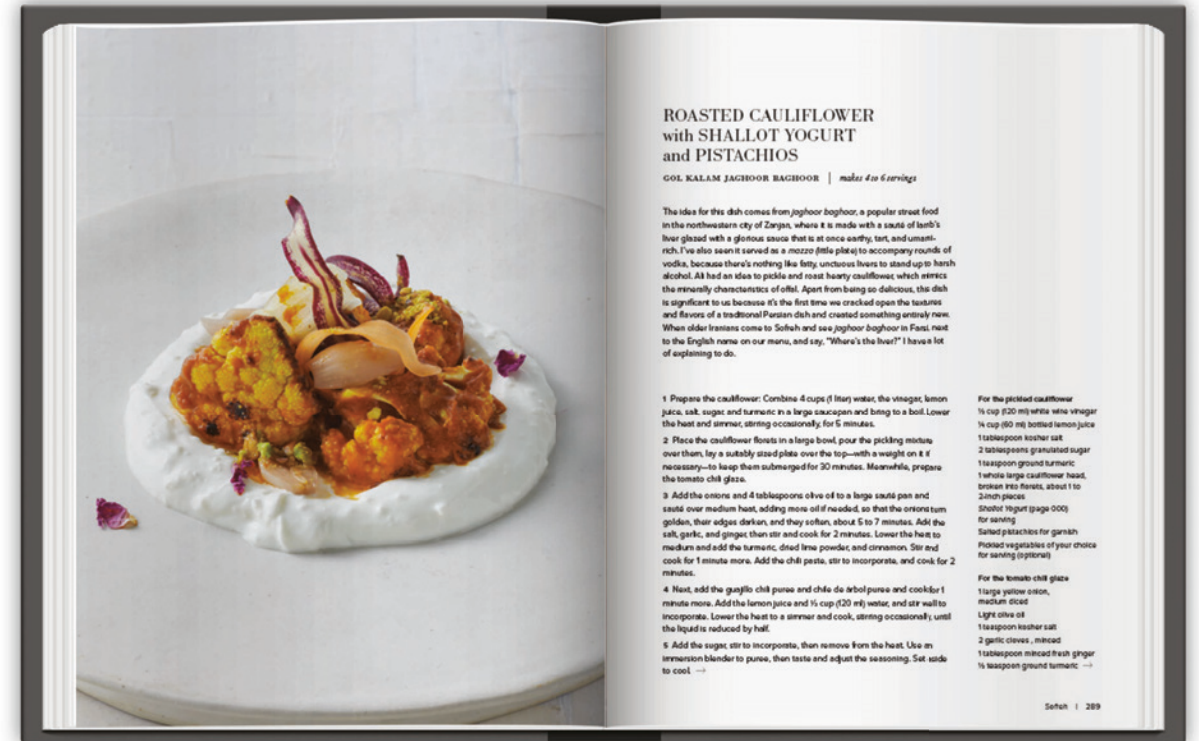 ROASTED CAULIFLOWER
with SHALLOT YOGURT
and PISTACHIOS
GOL KALAM JAGHOOR BAGHOOR | makes 4 to 6 servings
The idea for this dish comes from jaghoor baghoor, a popular street food
in the northwestern city of Zanjan, where it is made with a sauté of lamb's
liver glazed with a glorious sauce that is at once earthy, tart, and umami-
rich. I've also seen it served as a mazza (little plate) to accompany rounds of
vodka, because there's nothing like fatty, unctuous livers to stand up to harsh
alcohol. Ali had an idea to pickle and roast hearty cauliflower, which mimics
the minerally characteristics of offal. Apart from being so delicious, this dish
is significant to us because it's the first time we cracked open the textures
and flavors of a traditional Persian dish and created something entirely new.
When older Iranians come to Sofreh and see jaghoor baghoor in Farsi, next
to the English name on our menu, and say, "Where's the liver?" I have a lot
of explaining to do.
1 Prepare the cauliflower: Combine 4 cups (1 liter) water, the vinegar, lemon
juice, salt, sugar, and turmeric in a large saucepan and bring to a boil. Lower
the heat and simmer, stirring occasionally, for 5 minutes.
2 Place the cauliflower florets in a large bowl, pour the pickling mixture
over them, lay a suitably sized plate over the top—with a weight on it if
necessary—to keep them submerged for 30 minutes. Meanwhile, prepare
the tomato chili glaze.
3 Add the onions and 4 tablespoons olive oil to a large sauté pan and
sauté over medium heat, adding more oil if needed, so that the onions turn
golden, their edges darken, and they soften, about 5 to 7 minutes. Add the
salt, garlic, and ginger, then stir and cook for 2 minutes. Lower the heat to
medium and add the turmeric, dried lime powder, and cinnamon. Stir and
cook for 1 minute more. Add the chili paste, stir to incorporate, and cook for 2
minutes.
4 Next, add the guajillo chili puree and chile de árbol puree and cook for 1
minute more. Add the lemon juice and ½ cup (120 ml) water, and stir well to
incorporate. Lower the heat to a simmer and cook, stirring occasionally, until
the liquid is reduced by half.
5 Add the sugar, stir to incorporate, then remove from the heat. Use an
immersion blender to puree, then taste and adjust the seasoning. Set aside
to cool. →
For the pickled cauliflower
½ cup (120 ml) white wine vinegar
¼ cup (60 ml) bottled lemon juice
1 tablespoon kosher salt
2 tablespoons granulated sugar
1 teaspoon ground turmeric
1 whole large cauliflower head,
broken into florets, about 1 to
2-inch pieces
Shallot Yogurt (page 000)
for serving
Salted pistachios for garnish
Pickled vegetables of your choice
for serving (optional)
For the tomato chili glaze
1 large yellow onion,
medium diced
Light olive oil
1 teaspoon kosher salt
2 garlic cloves, minced
1 tablespoon minced fresh ginger
½ teaspoon ground turmeric →
Sofreh | 289